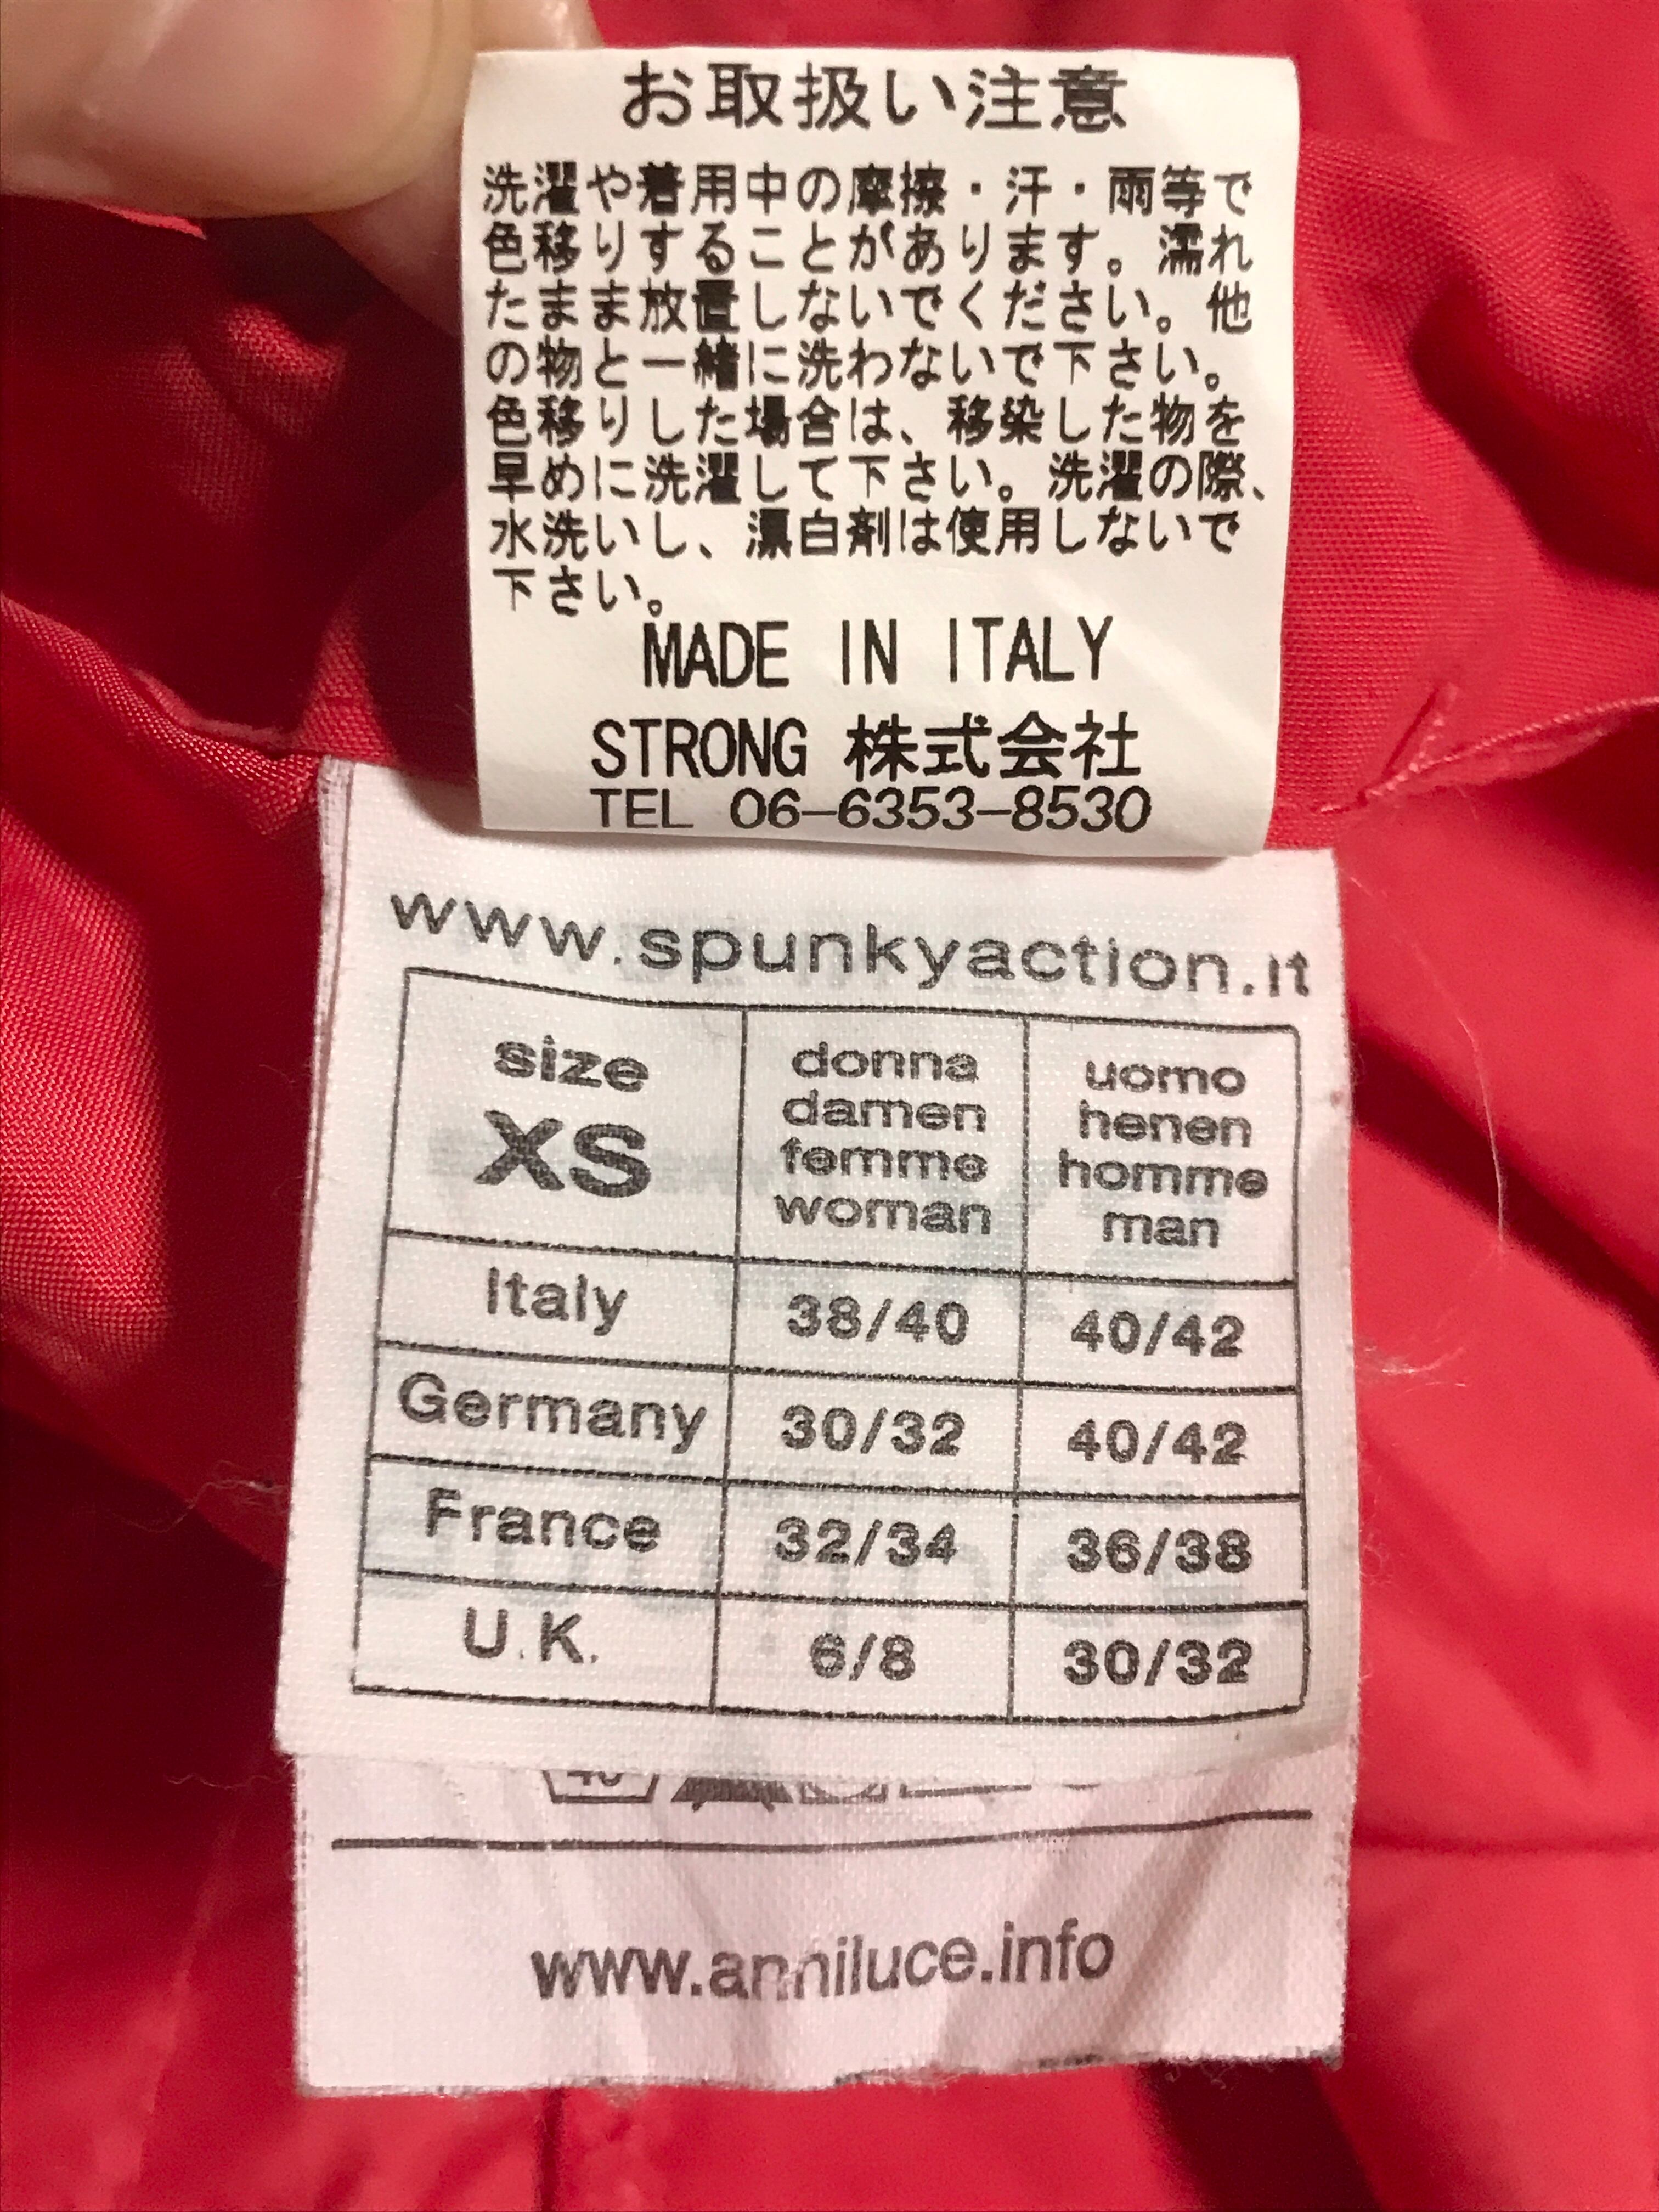 お取扱い注意
洗濯や着用中の摩擦・汗・雨等で
色移りすることがあります。濡れ
たまま放置しないでください。他
の物と一緒に洗わないで下さい。
色移りした場合は、移染した物を
早めに洗濯して下さい。洗濯の際、
水洗いし、漂白剤は使用しないで
下さい。
MADE IN ITALY
STRONG 株式会社
TEL 06-6353-8530
www.spunkyaction.it
size XS
donna
damen
femme
woman
uomo
henen
homme
man
Italy 38/40 40/42
Germany 30/32 40/42
France 32/34 36/38
U.K. 6/8 30/32
www.anniluce.info